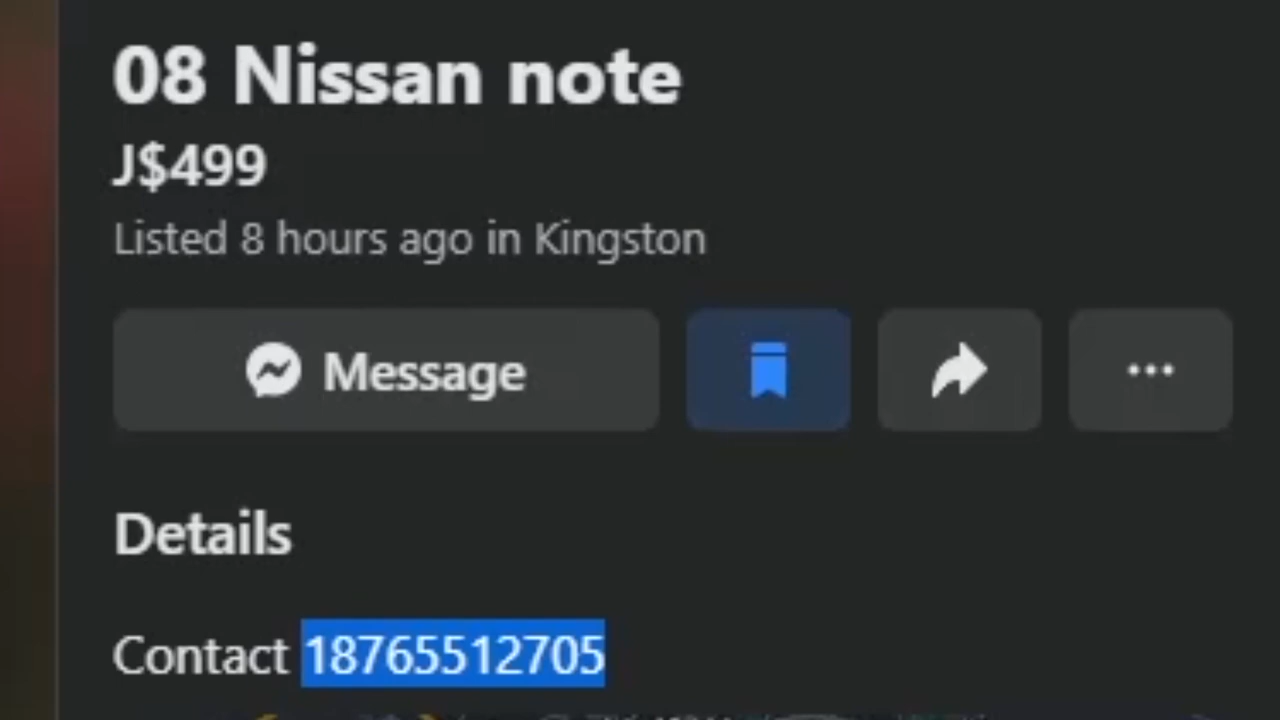 08 Nissan note
J$499
Listed 8 hours ago in Kingston
Message
Details
Contact 18765512705